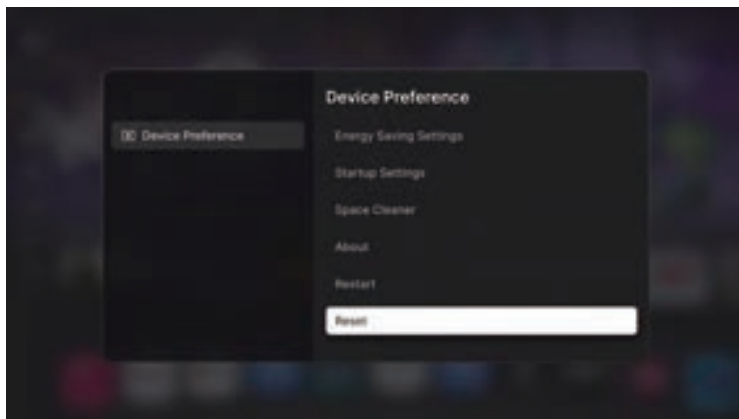 Device Preference
Device Preference
Energy Saving Settings
Startup Settings
Space Cleaner
About
Restart
Reset